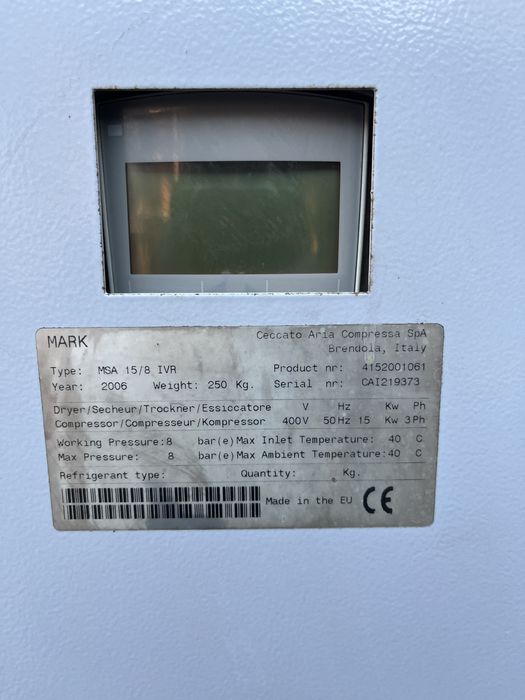 MARK
Ceccato Aria Compressa SpA
Brendola, Italy
Type: MSA 15/8 IVR Product nr: 4152001061
Year: 2006 Weight: 250 Kg. Serial nr: CAI219373
Dryer/Secheur/Trockner/Essiccatore V Hz Kw Ph
Compressor/Compresseur/Kompressor 400V 50Hz 15 Kw 3Ph
Working Pressure:8 bar(e) Max Inlet Temperature: 40 C
Max Pressure: 8 bar(e) Max Ambient Temperature:40 C
Refrigerant type: Quantity: Kg.
Made in the EU CE